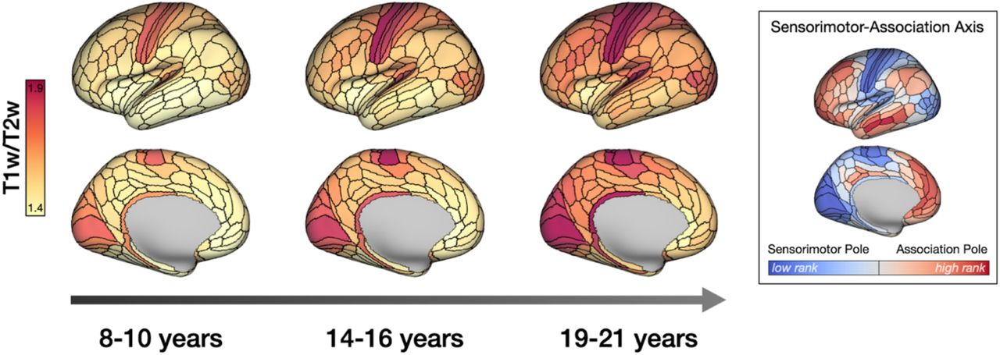 T1w/T2w
1.9
1.4
8-10 years
14-16 years
19-21 years
Sensorimotor-Association Axis
Sensorimotor Pole
Association Pole
low rank
high rank